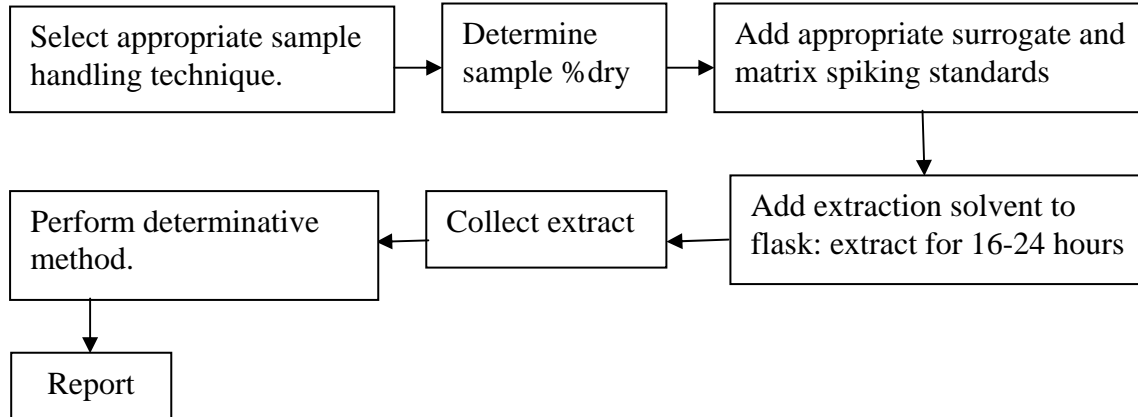 Select appropriate sample
handling technique.
Determine
sample %dry
Add appropriate surrogate and
matrix spiking standards
Add extraction solvent to
flask: extract for 16-24 hours
Collect extract
Perform determinative
method.
Report